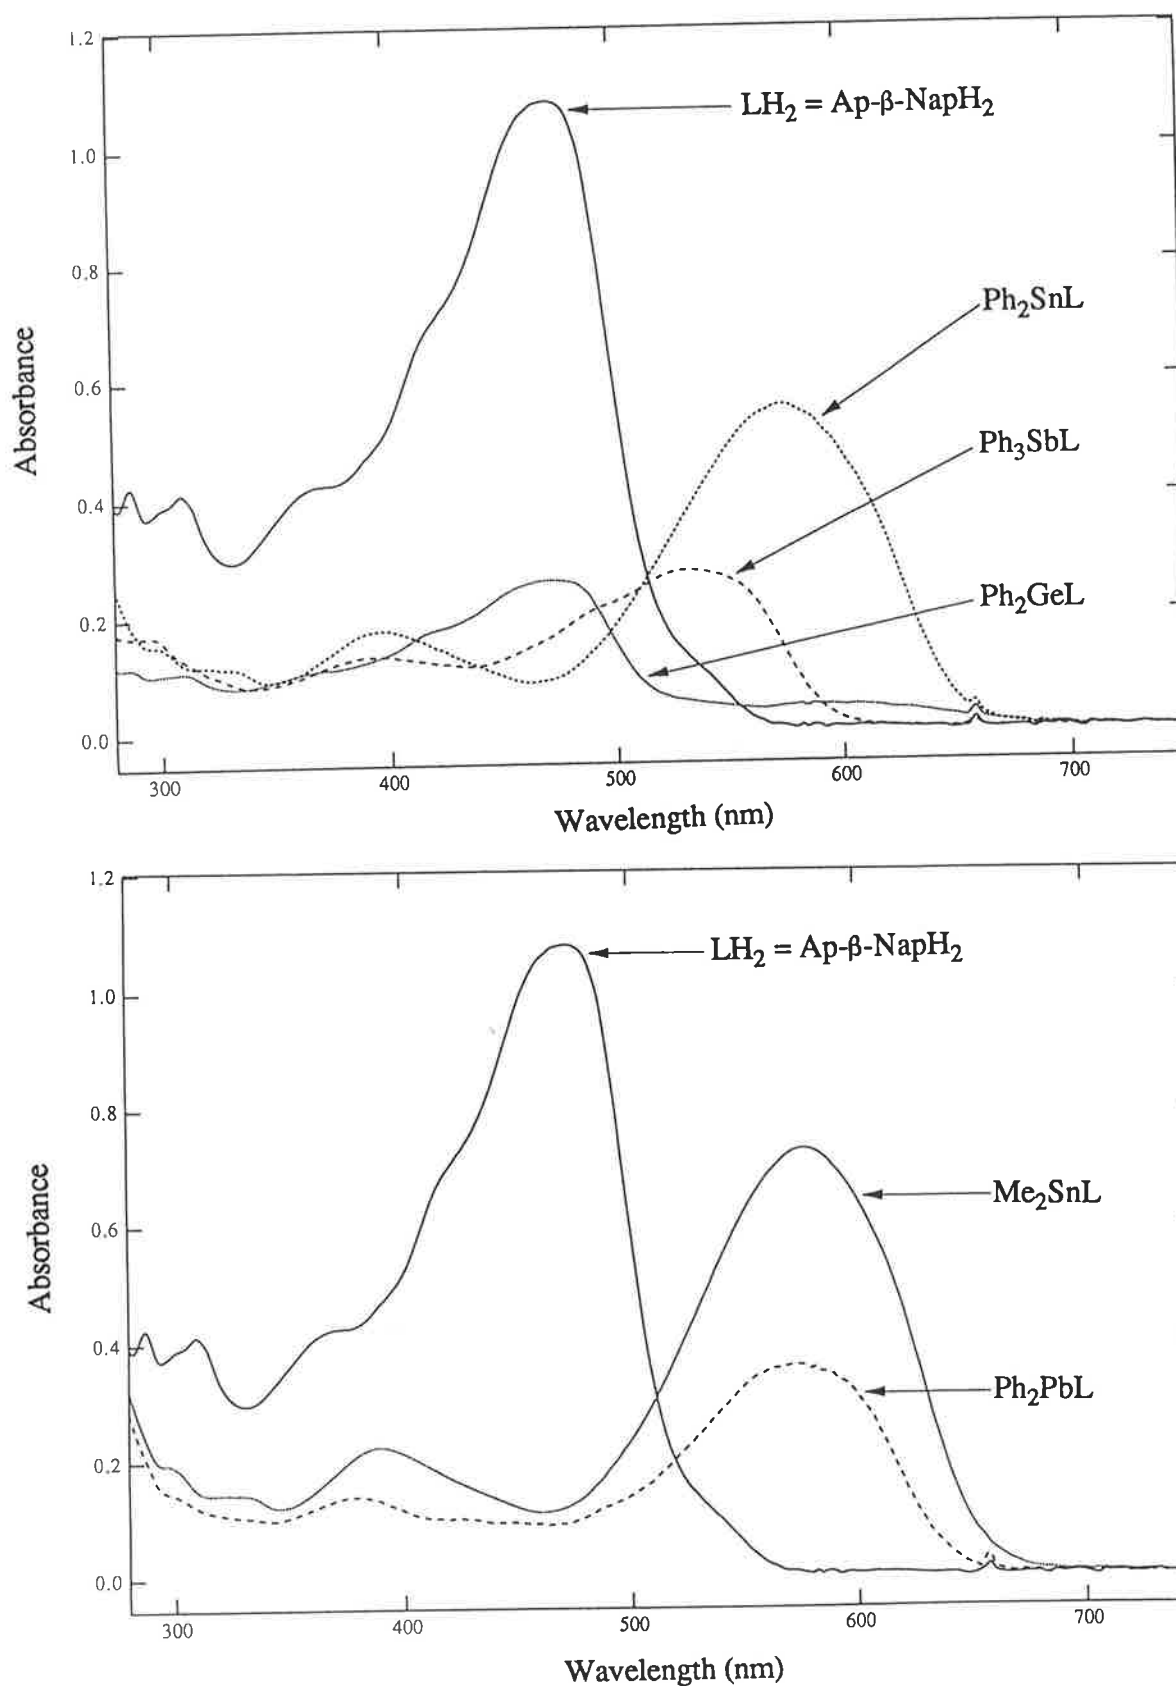 1.2
LH₂ = Ap-β-NapH₂
1.0
0.8
Ph₂SnL
0.6
Ph₃SbL
Absorbance
0.4
Ph₂GeL
0.2
0.0
300 400 500 600 700
Wavelength (nm)
1.2
LH₂ = Ap-β-NapH₂
1.0
0.8
Me₂SnL
0.6
Absorbance
0.4
Ph₂PbL
0.2
0.0
300 400 500 600 700
Wavelength (nm)